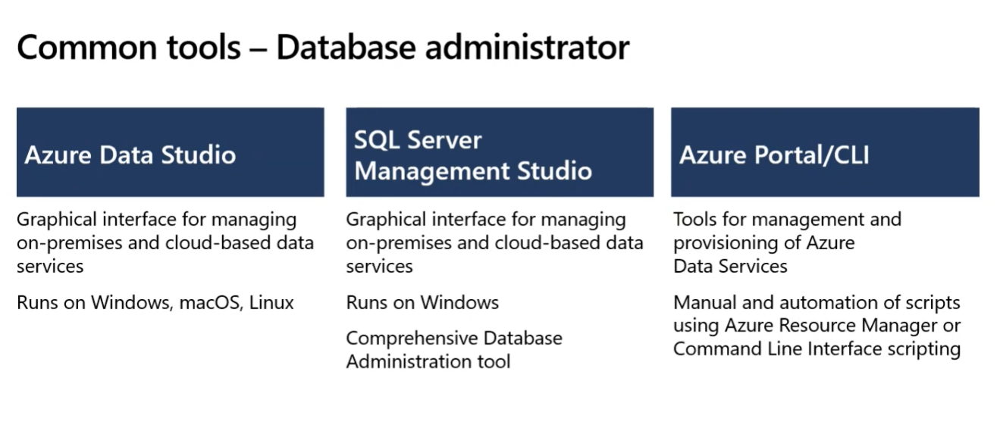 Common tools – Database administrator
Azure Data Studio
Graphical interface for managing
on-premises and cloud-based data
services
Runs on Windows, macOS, Linux
SQL Server
Management Studio
Graphical interface for managing
on-premises and cloud-based data
services
Runs on Windows
Comprehensive Database
Administration tool
Azure Portal/CLI
Tools for management and
provisioning of Azure
Data Services
Manual and automation of scripts
using Azure Resource Manager or
Command Line Interface scripting